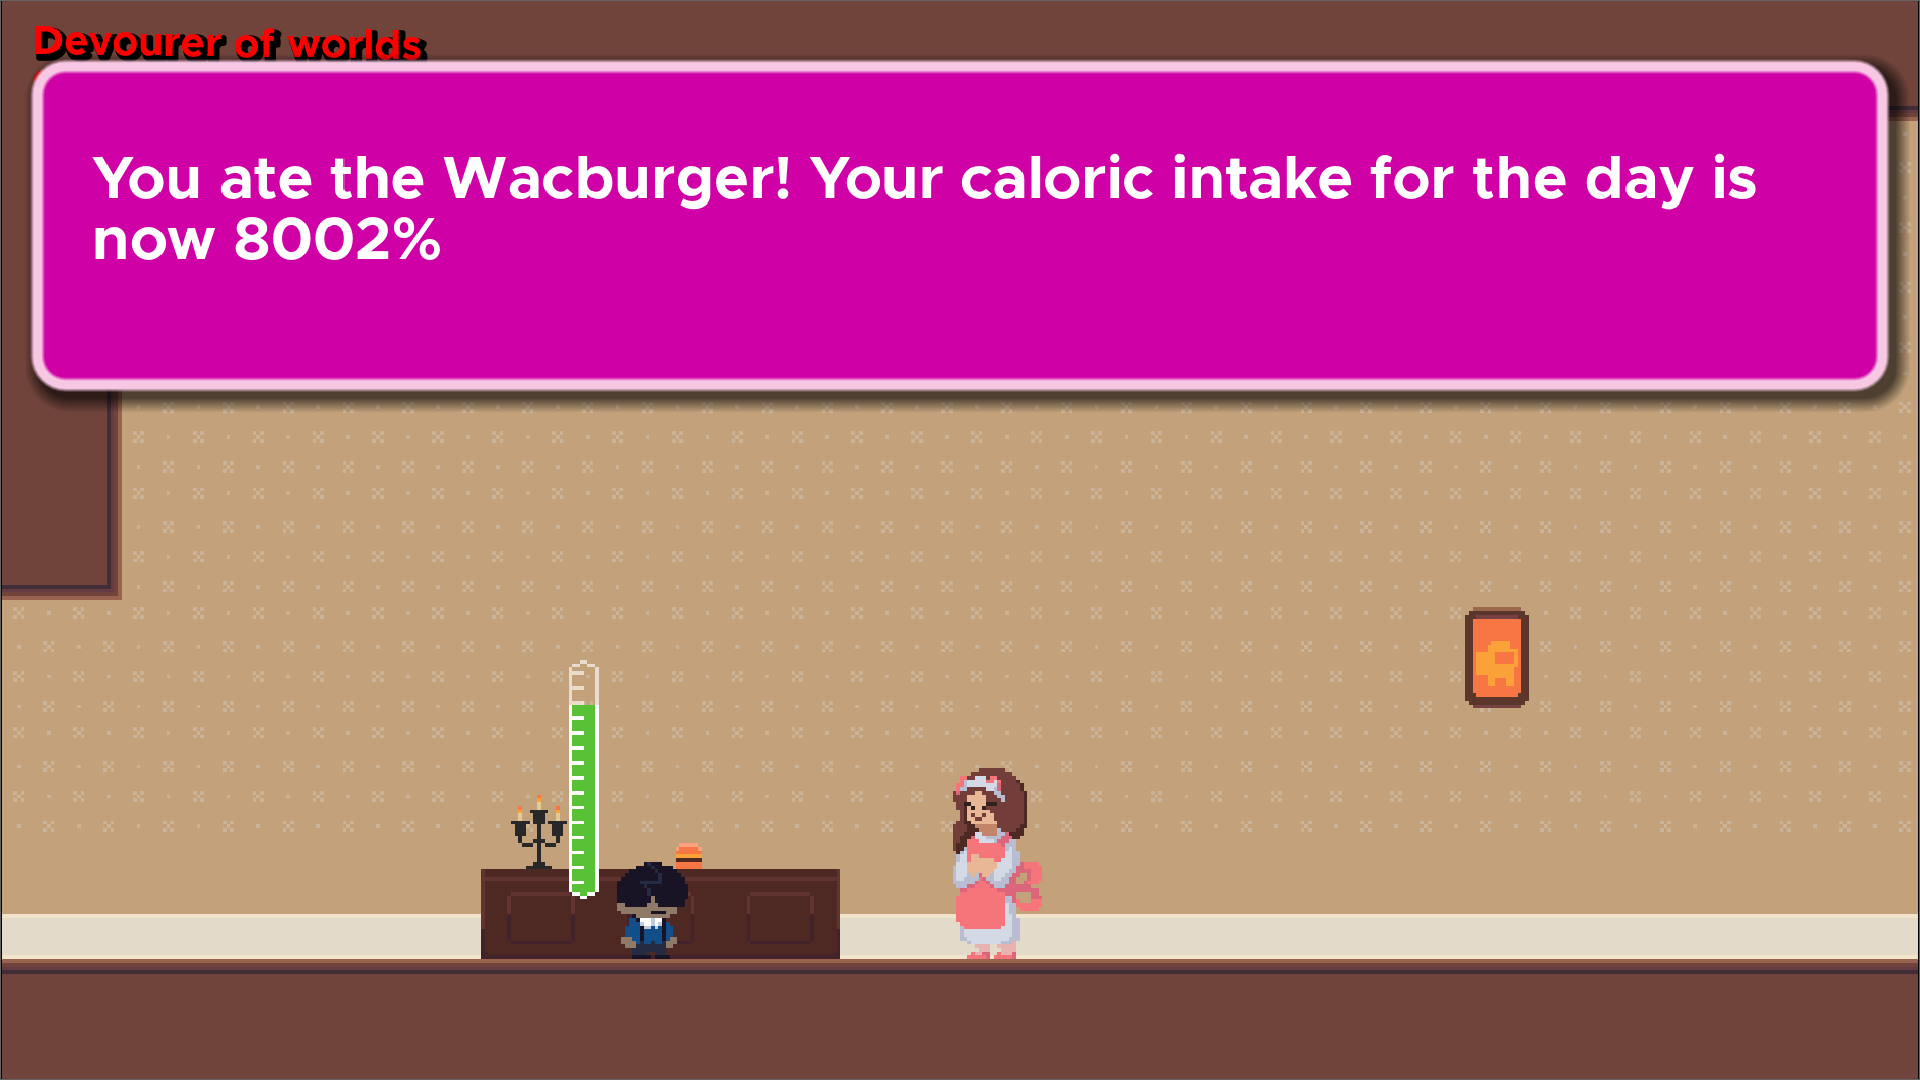 Devourer of worlds
You ate the Wacburger! Your caloric intake for the day is
now 8002%